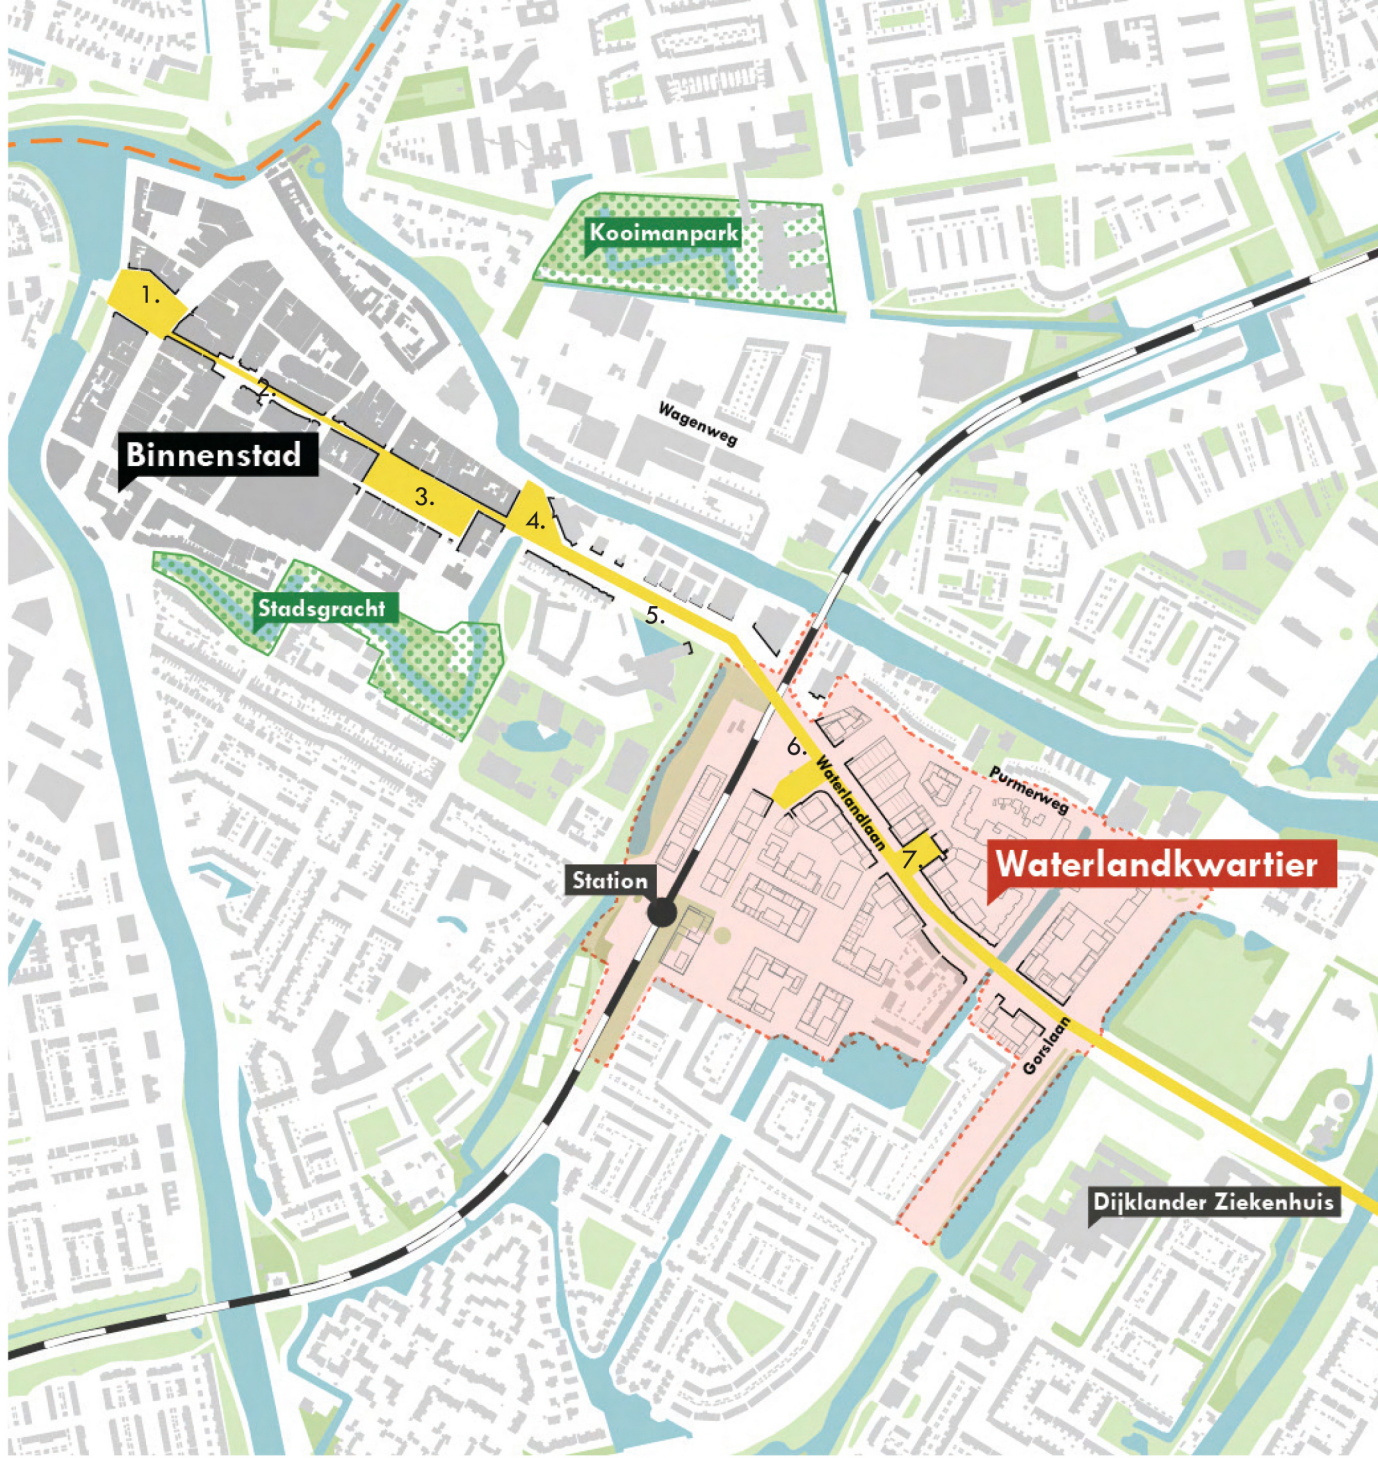 Kooimanpark
1.
2.
Wagenweg
Binnenstad
3.
4.
Stadsgracht
5.
6.
Waterlandlaan
Purmerweg
7.
Waterlandkwartier
Station
Gorslaan
Dijklander Ziekenhuis